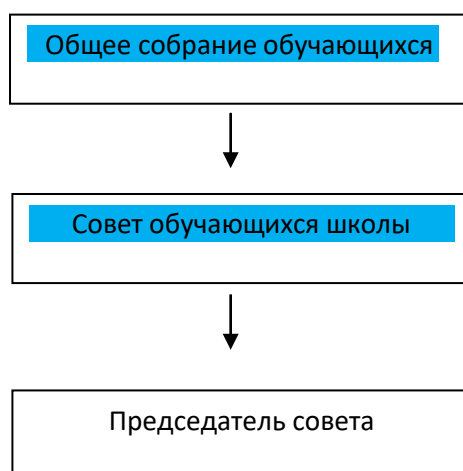 Общее собрание обучающихся
Совет обучающихся школы
Председатель совета